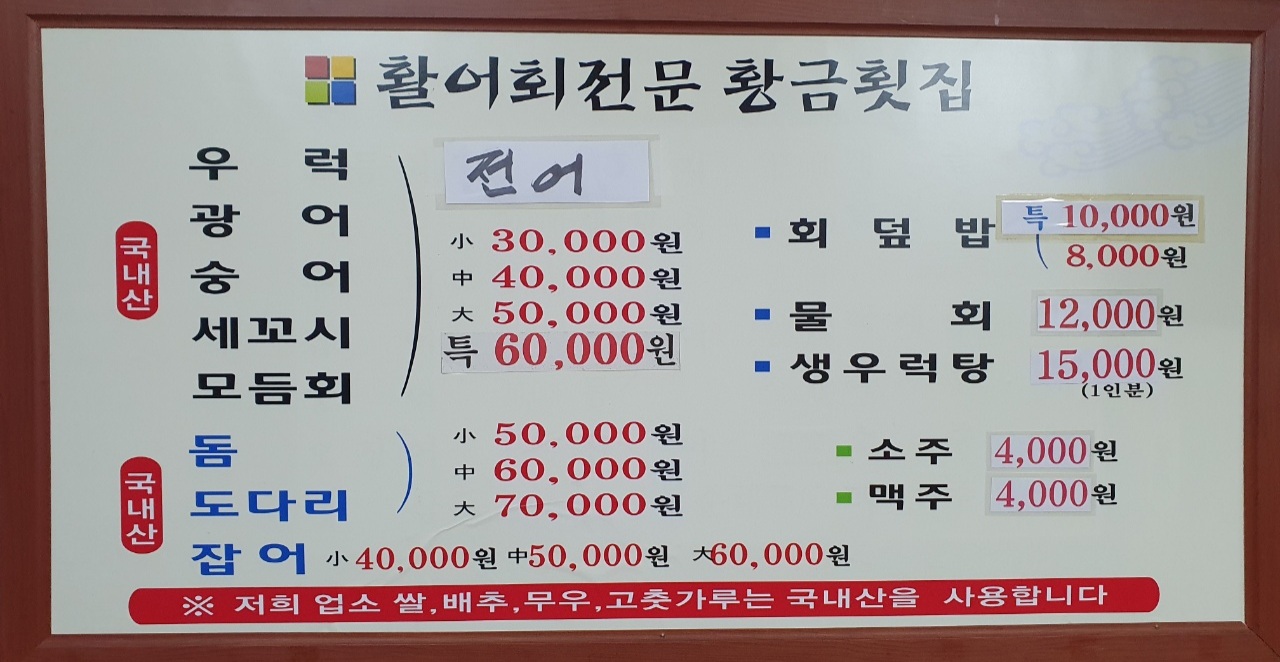 활어회전문 황금횟집
국내산
우럭
광어
숭어
세꼬시
모듬회
전어
小 30,000원
中 40,000원
大 50,000원
특 60,000원
국내산
돔
도다리
小 50,000원
中 60,000원
大 70,000원
잡어 小 40,000원 中 50,000원 大 60,000원
회덮밥 특 10,000원
8,000원
물회 12,000원
생우럭탕 15,000원
(1인분)
소주 4,000원
맥주 4,000원
※ 저희 업소 쌀,배추,무우,고춧가루는 국내산을 사용합니다